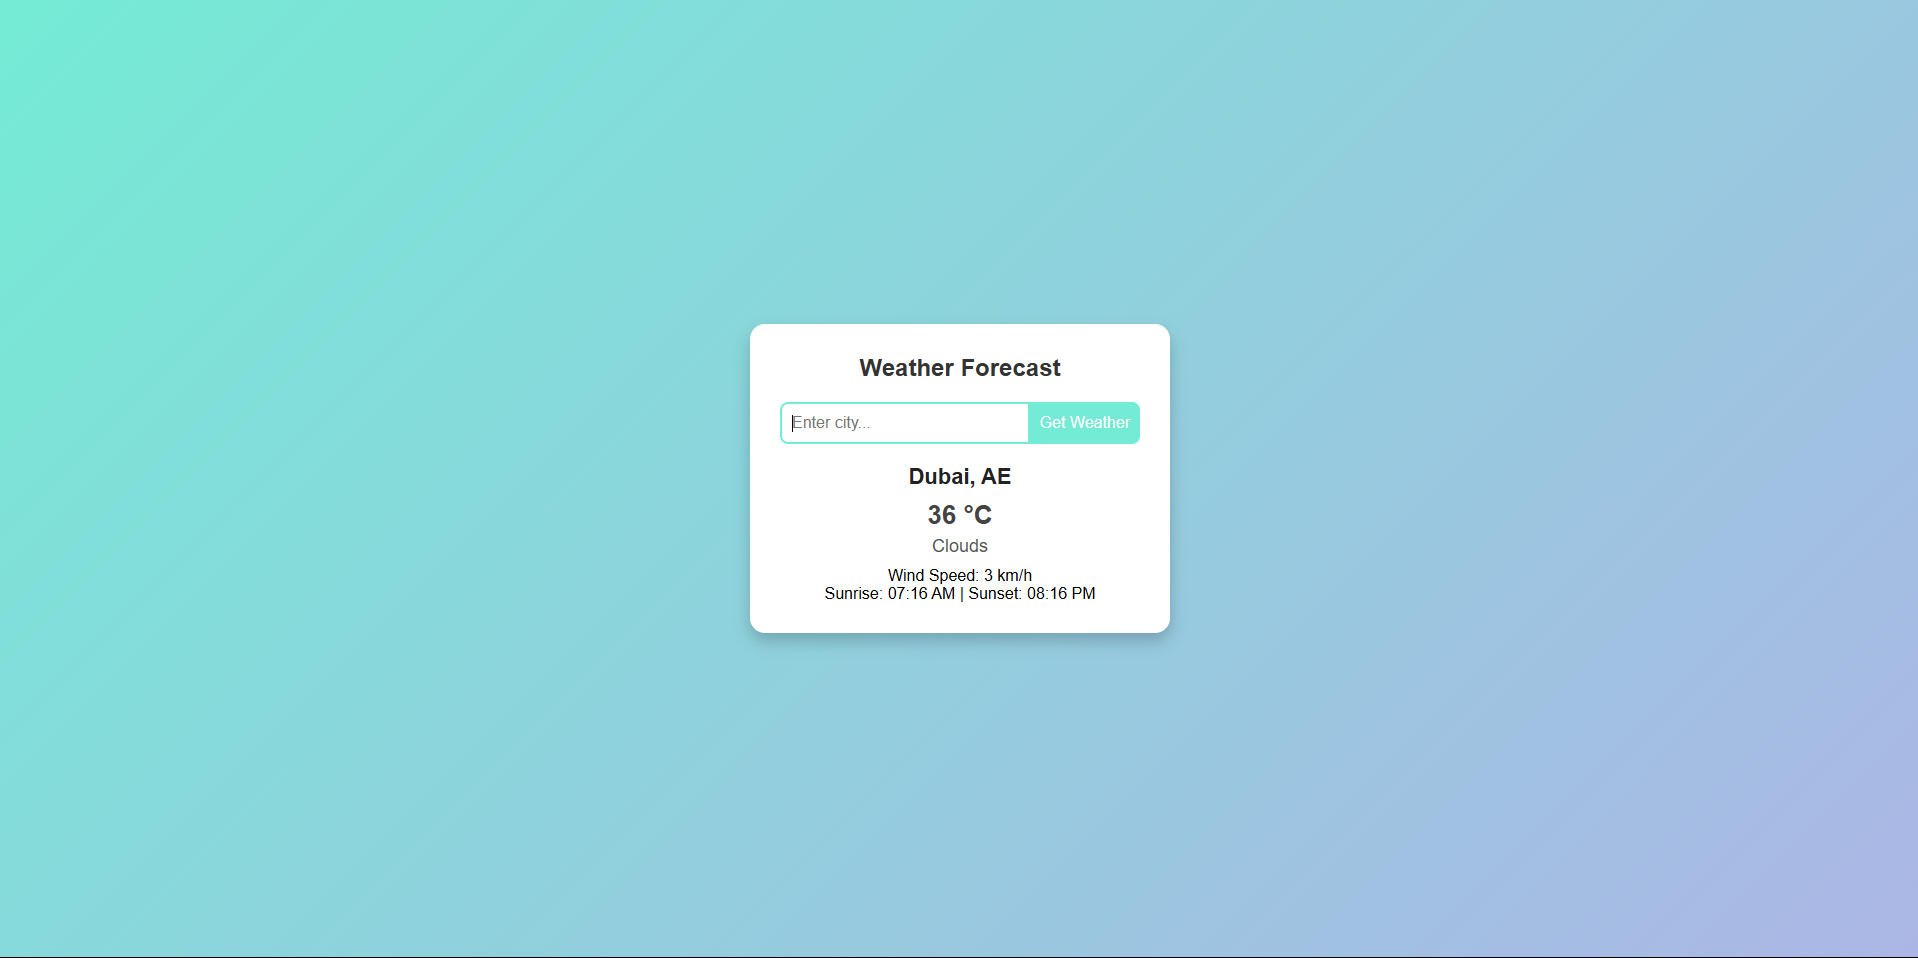 Weather Forecast
Enter city...
Get Weather
Dubai, AE
36 °C
Clouds
Wind Speed: 3 km/h
Sunrise: 07:16 AM | Sunset: 08:16 PM